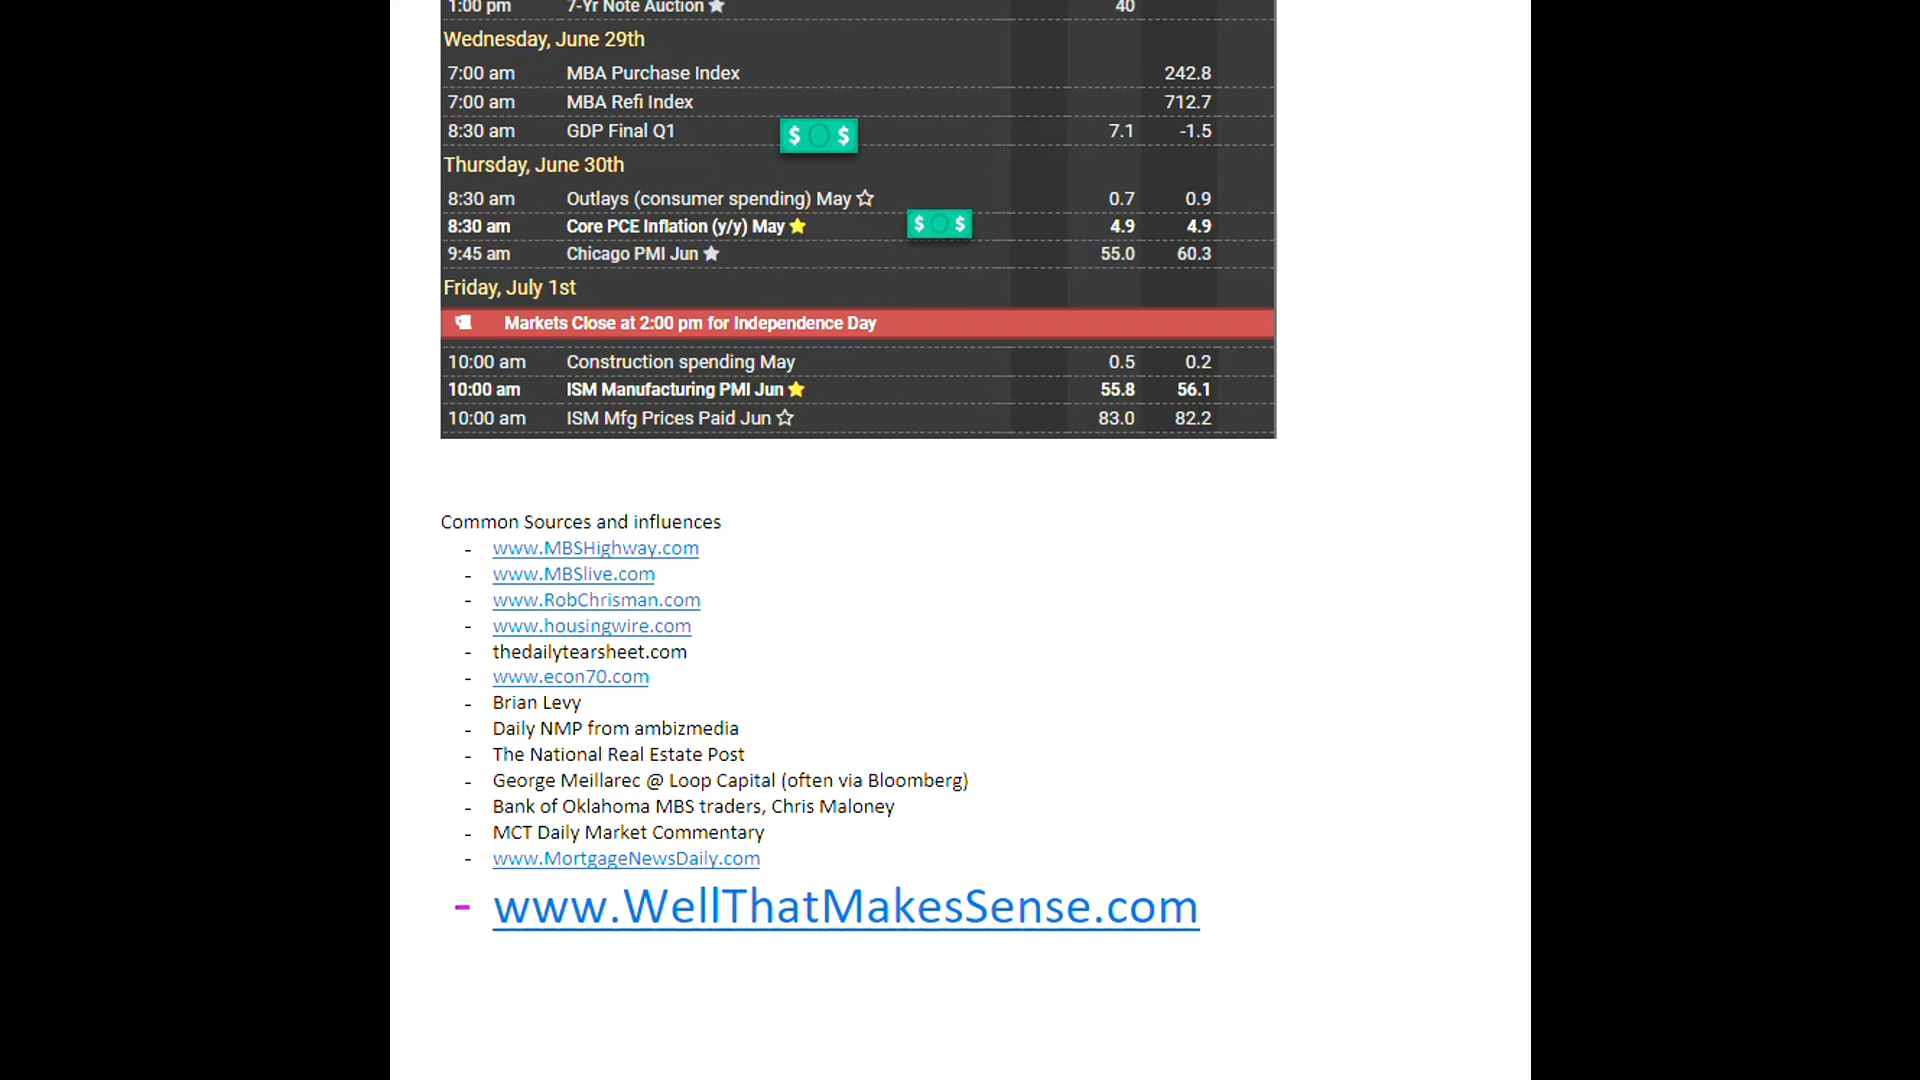 1:00 pm 7-Yr Note Auction 40
Wednesday, June 29th
7:00 am MBA Purchase Index 242.8
7:00 am MBA Refi Index 712.7
8:30 am GDP Final Q1 $ $ 7.1 -1.5
Thursday, June 30th
8:30 am Outlays (consumer spending) May 0.7 0.9
8:30 am Core PCE Inflation (y/y) May $ $ 4.9 4.9
9:45 am Chicago PMI Jun 55.0 60.3
Friday, July 1st
Markets Close at 2:00 pm for Independence Day
10:00 am Construction spending May 0.5 0.2
10:00 am ISM Manufacturing PMI Jun 55.8 56.1
10:00 am ISM Mfg Prices Paid Jun 83.0 82.2
Common Sources and influences
- www.MBSHighway.com
- www.MBSlive.com
- www.RobChrisman.com
- www.housingwire.com
- thedailytearsheet.com
- www.econ70.com
- Brian Levy
- Daily NMP from ambizmedia
- The National Real Estate Post
- George Meillarec @ Loop Capital (often via Bloomberg)
- Bank of Oklahoma MBS traders, Chris Maloney
- MCT Daily Market Commentary
- www.MortgageNewsDaily.com
- www.WellThatMakesSense.com